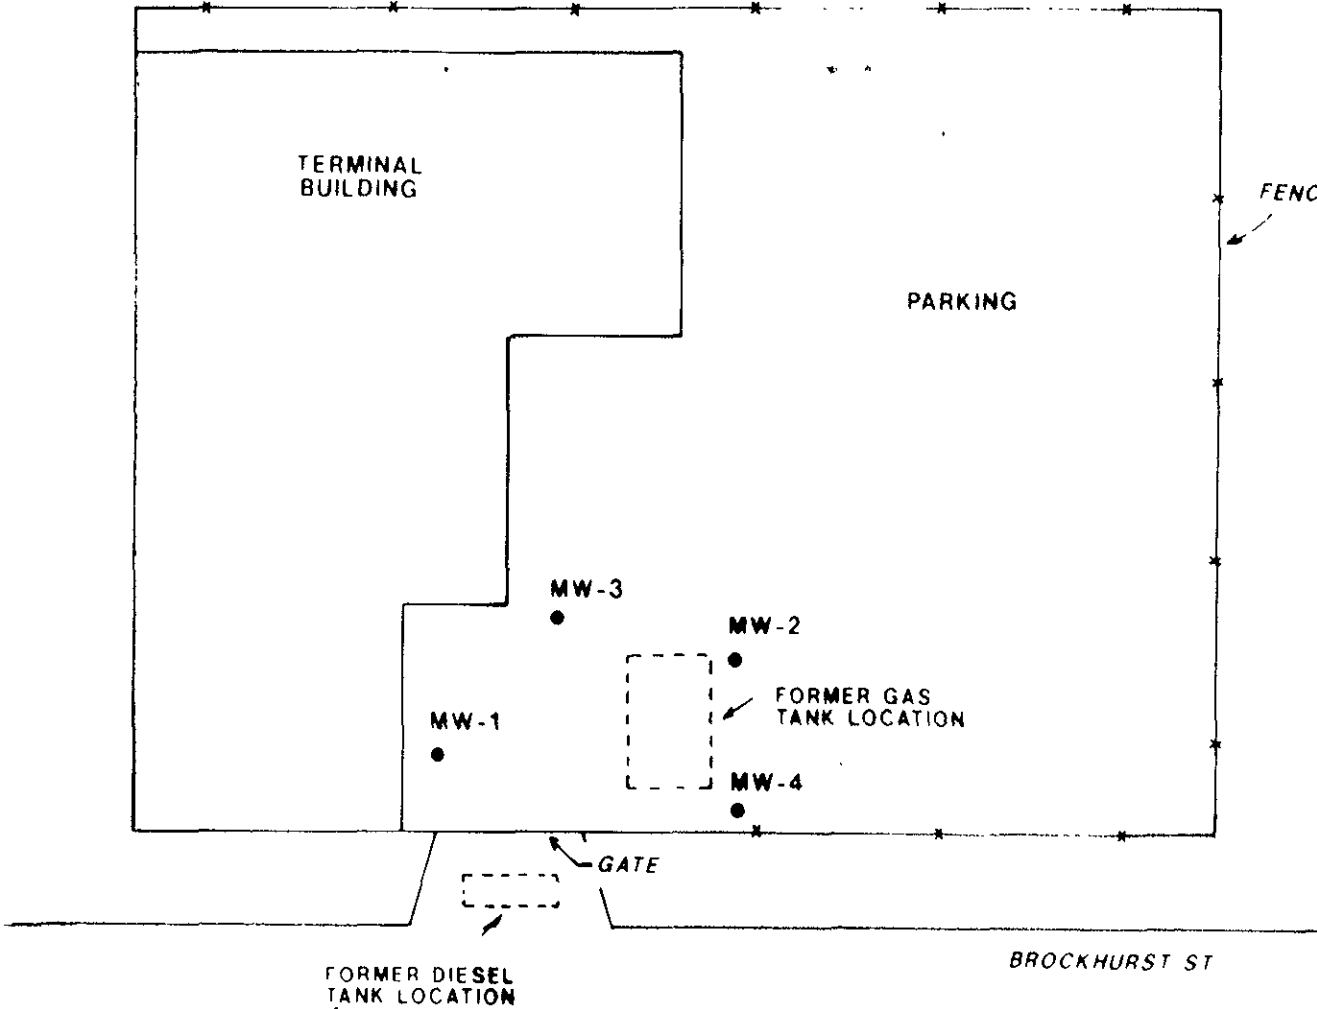 TERMINAL
BUILDING
FENC
PARKING
MW-3
MW-2
FORMER GAS
TANK LOCATION
MW-1
MW-4
GATE
BROCKHURST ST
FORMER DIESEL
TANK LOCATION